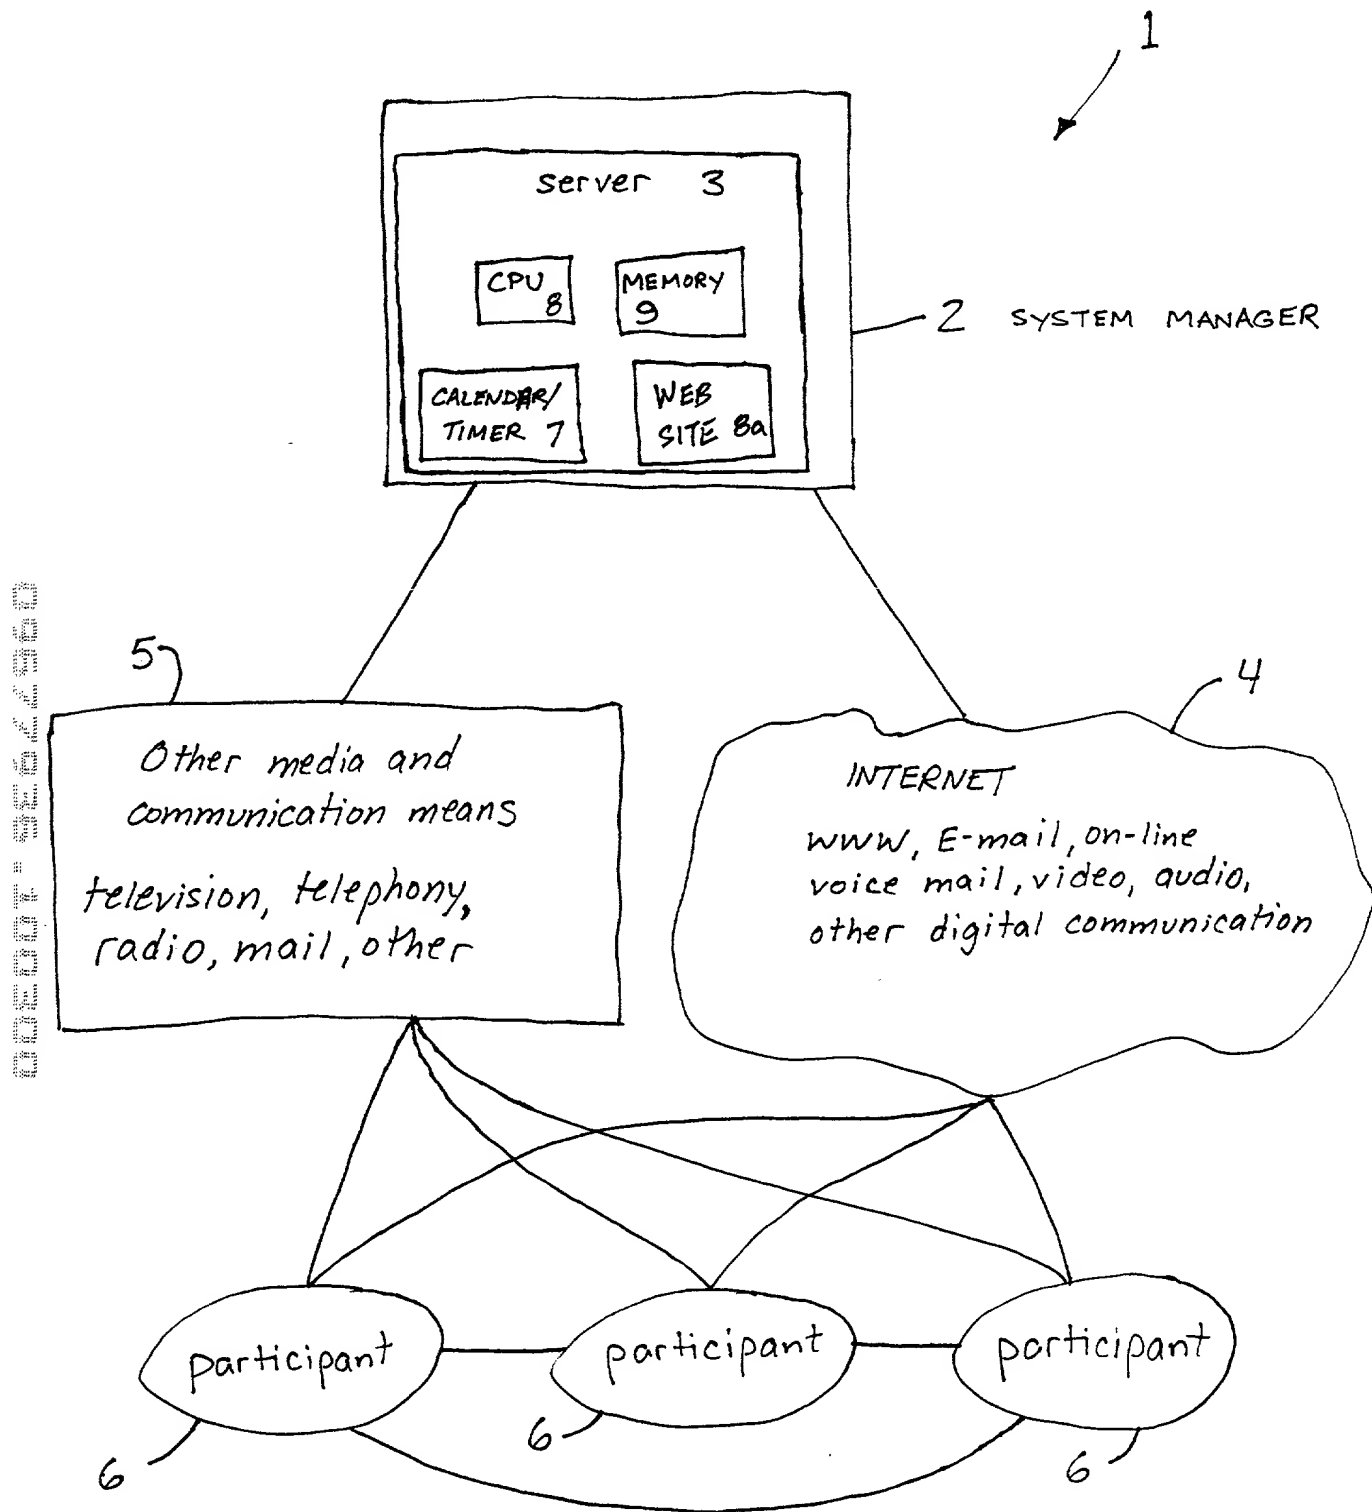 1
server 3
CPU
8
MEMORY
9
2 SYSTEM MANAGER
CALENDAR/
TIMER 7
WEB
SITE 8a
5
4
Other media and
communication means
television, telephony,
radio, mail, other
INTERNET
WWW, E-mail, on-line
voice mail, video, audio,
other digital communication
09677935.100300
participant
participant
participant
6
6
6